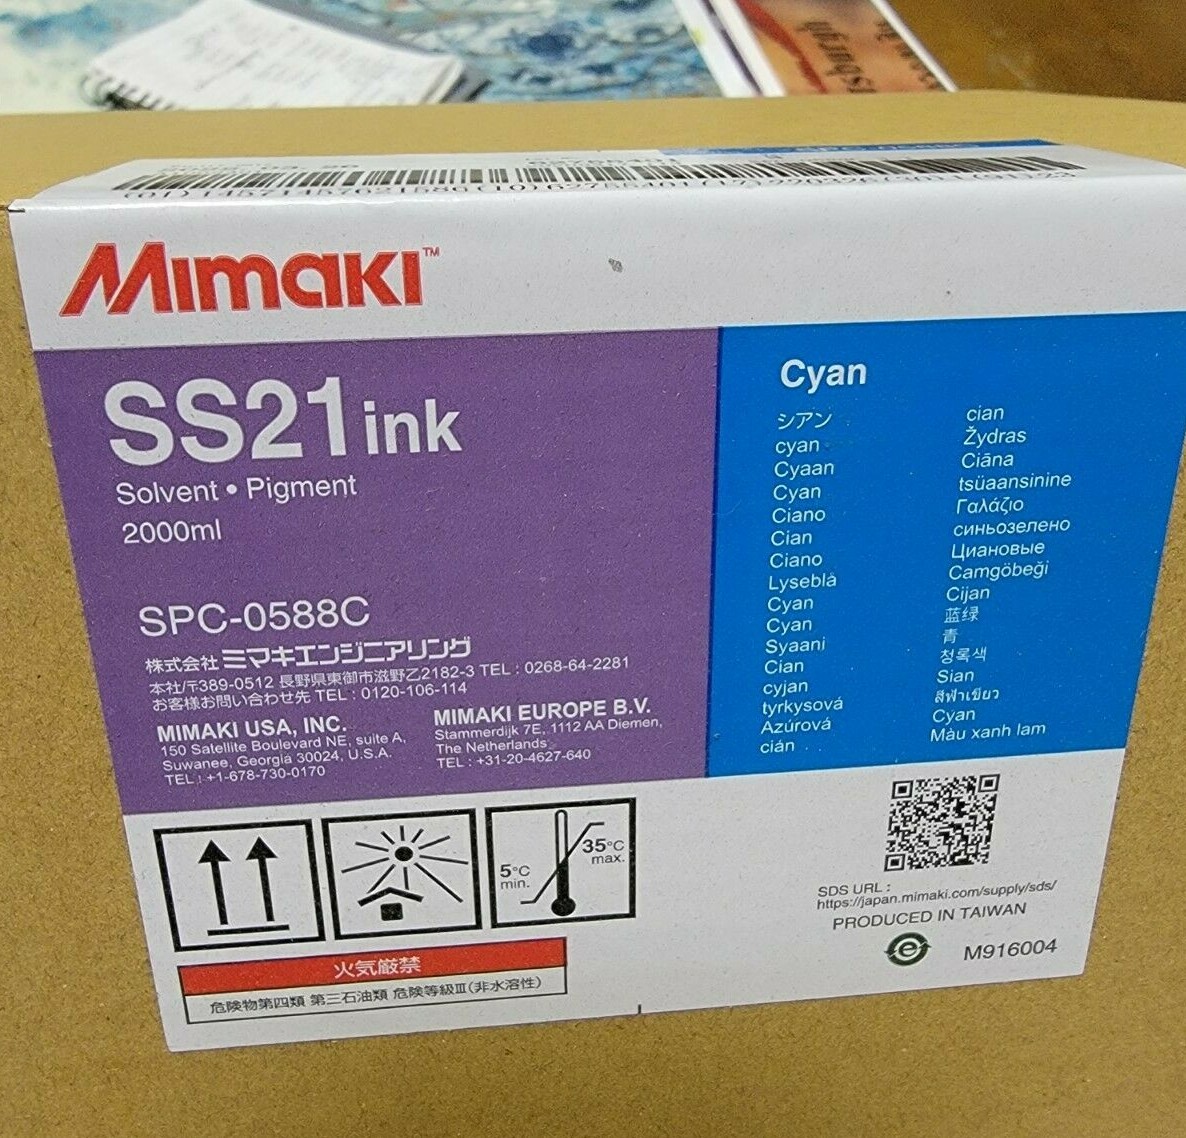 SPC-0588C
Mimaki™
SS21 ink
Solvent • Pigment
2000ml
SPC-0588C
株式会社 ミマキエンジニアリング
本社/〒389-0512 長野県東御市滋野乙2182-3 TEL : 0268-64-2281
お客様お問い合わせ先 TEL : 0120-106-114
MIMAKI USA, INC.
150 Satellite Boulevard NE, suite A,
Suwanee, Georgia 30024, U.S.A.
TEL : +1-678-730-0170
MIMAKI EUROPE B.V.
Stammerdijk 7E, 1112 AA Diemen,
The Netherlands
TEL : +31-20-4627-640
Cyan
シアン
cyan
Cyaan
Cyan
Ciano
Cian
Ciano
Lyseblå
Cyan
Cyan
Syaani
Cian
cyjan
tyrkysová
Azúrová
cián
cian
Žydras
Ciāna
tsüaansinine
Γαλάζιο
синьозелено
Циановые
Camgöbeği
Cijan
蓝绿
青
청록색
Sian
สีฟ้าเขียว
Cyan
Màu xanh lam
5°C
min.
35°C
max.
火気厳禁
危険物第四類 第三石油類 危険等級Ⅲ(非水溶性)
SDS URL :
https://japan.mimaki.com/supply/sds/
PRODUCED IN TAIWAN
e
M916004